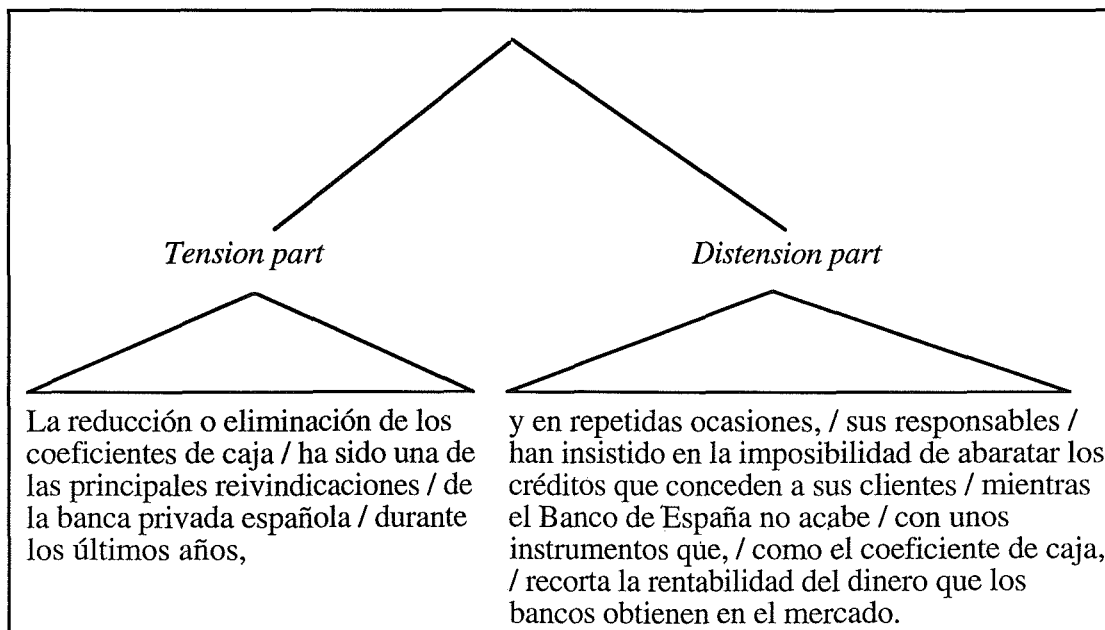 Tension part
Distension part
La reducción o eliminación de los
coeficientes de caja / ha sido una de
las principales reivindicaciones / de
la banca privada española / durante
los últimos años,
y en repetidas ocasiones, / sus responsables /
han insistido en la imposibilidad de abaratar los
créditos que conceden a sus clientes / mientras
el Banco de España no acabe / con unos
instrumentos que, / como el coeficiente de caja,
/ recorta la rentabilidad del dinero que los
bancos obtienen en el mercado.